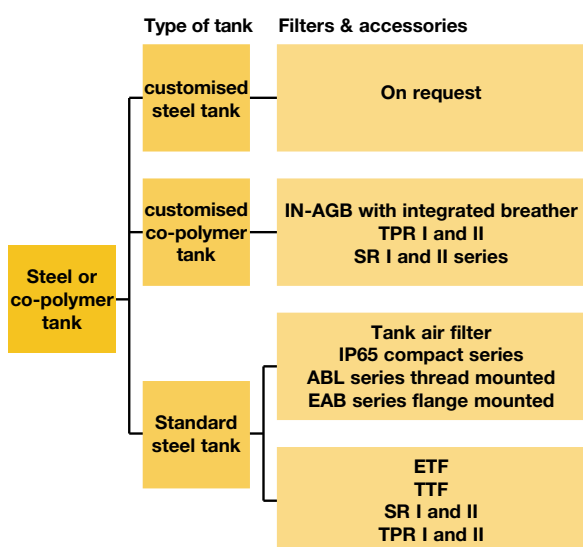 Type of tank
Filters & accessories
customised
steel tank
On request
customised
co-polymer
tank
IN-AGB with integrated breather
TPR I and II
SR I and II series
Steel or
co-polymer
tank
Tank air filter
IP65 compact series
ABL series thread mounted
EAB series flange mounted
Standard
steel tank
ETF
TTF
SR I and II
TPR I and II